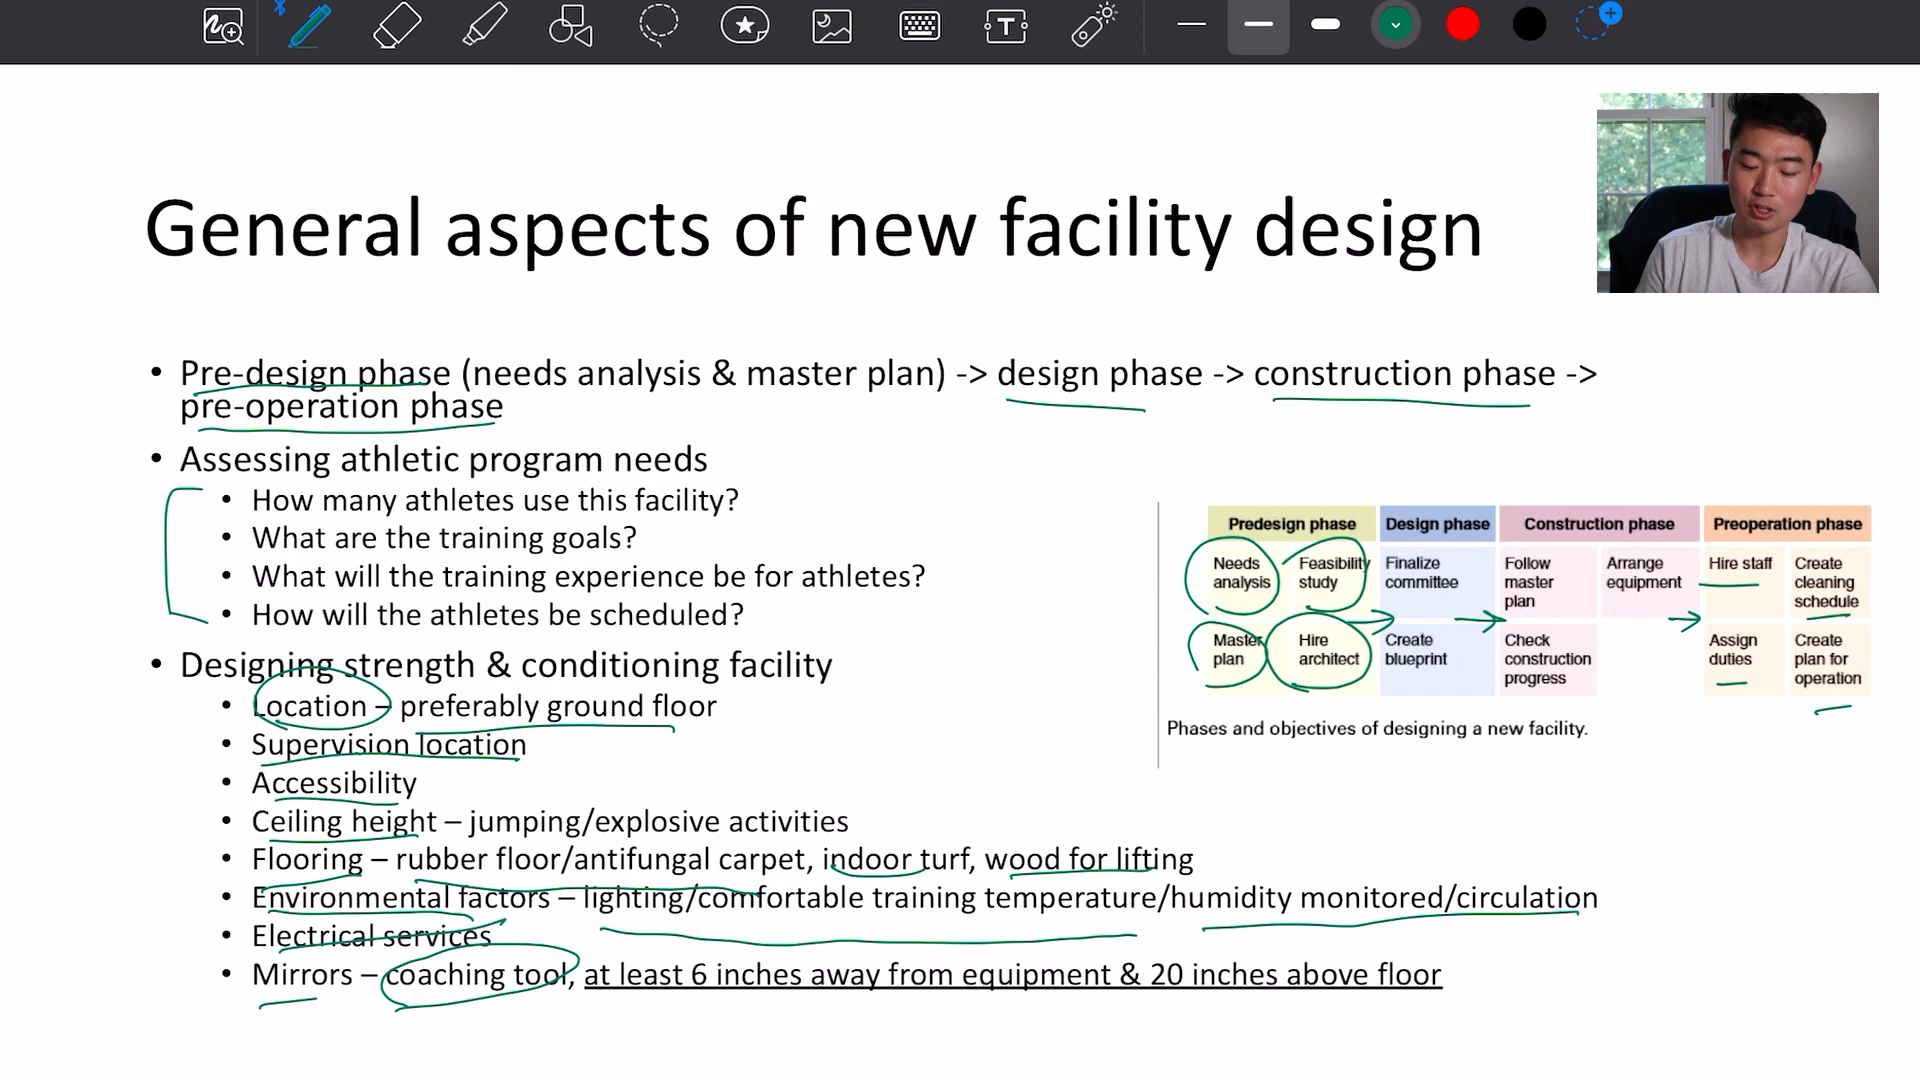 General aspects of new facility design
• Pre-design phase (needs analysis & master plan) -> design phase -> construction phase ->
pre-operation phase
• Assessing athletic program needs
• How many athletes use this facility?
• What are the training goals?
• What will the training experience be for athletes?
• How will the athletes be scheduled?
• Designing strength & conditioning facility
• Location – preferably ground floor
• Supervision location
• Accessibility
• Ceiling height – jumping/explosive activities
• Flooring – rubber floor/antifungal carpet, indoor turf, wood for lifting
• Environmental factors – lighting/comfortable training temperature/humidity monitored/circulation
• Electrical services
• Mirrors – coaching tool, at least 6 inches away from equipment & 20 inches above floor
Predesign phase
Design phase
Construction phase
Preoperation phase
Needs
analysis
Feasibility
study
Finalize
committee
Follow
master
plan
Arrange
equipment
Hire staff
Create
cleaning
schedule
Master
plan
Hire
architect
Create
blueprint
Check
construction
progress
Assign
duties
Create
plan for
operation
Phases and objectives of designing a new facility.